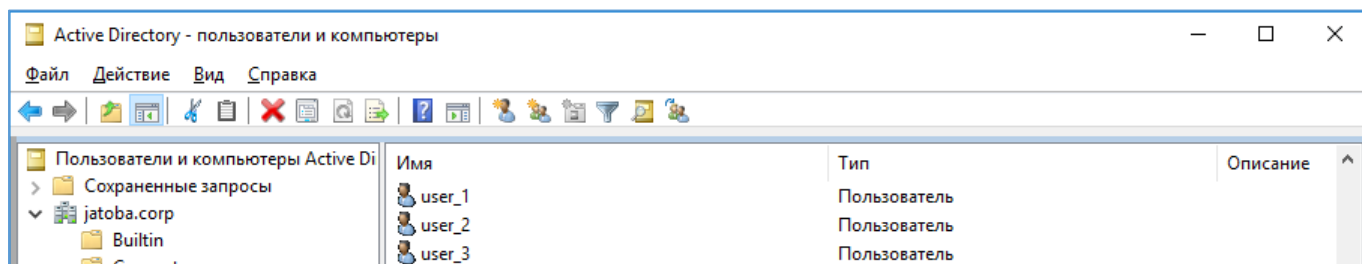 Active Directory - пользователи и компьютеры
Файл Действие Вид Справка
Пользователи и компьютеры Active Di
Сохраненные запросы
jatoba.corp
Builtin
Имя Тип Описание
user_1 Пользователь
user_2 Пользователь
user_3 Пользователь